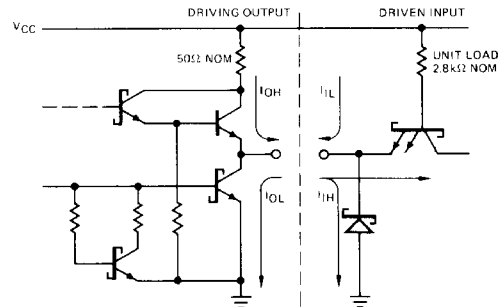 DRIVING OUTPUT
DRIVEN INPUT
VCC
50Ω NOM
UNIT LOAD
2.8kΩ NOM
IOH
IIL
IOL
IIH